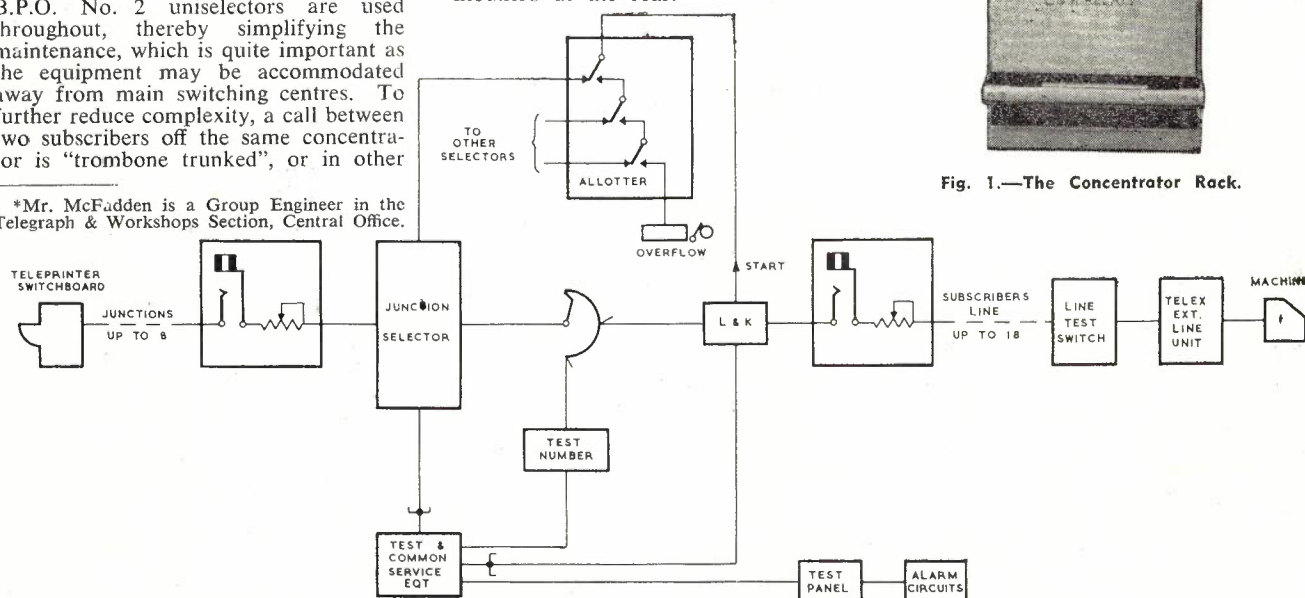 B.P.O. No. 2 uniselectors are used
throughout, thereby simplifying the
maintenance, which is quite important as
the equipment may be accommodated
away from main switching centres. To
further reduce complexity, a call between
two subscribers off the same concentra-
tor is "trombone trunked", or in other
*Mr. McFadden is a Group Engineer in the
Telegraph & Workshops Section, Central Office.
at the rear.
Fig. 1.—The Concentrator Rack.
TO
OTHER
SELECTORS
ALLOTTER
OVERFLOW
START
TELEPRINTER
SWITCHBOARD
JUNCTIONS
UP TO 8
JUNCTION
SELECTOR
L & K
SUBSCRIBERS
LINE
UP TO 18
LINE
TEST
SWITCH
TELEX
EXT.
LINE
UNIT
MACHINE
TEST
NUMBER
TEST &
COMMON
SERVICE
EQT
TEST
PANEL
ALARM
CIRCUITS